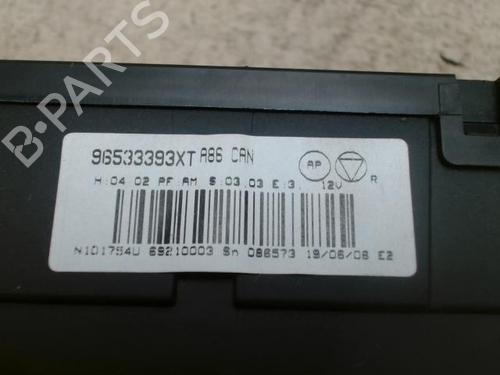 96533393XT A86 CAN
AP
H:04.02 PF:AM S:03.03 E:3. 12V R
N101754U 69210003 Sn 086573 19/06/08 E2
B-PARTS